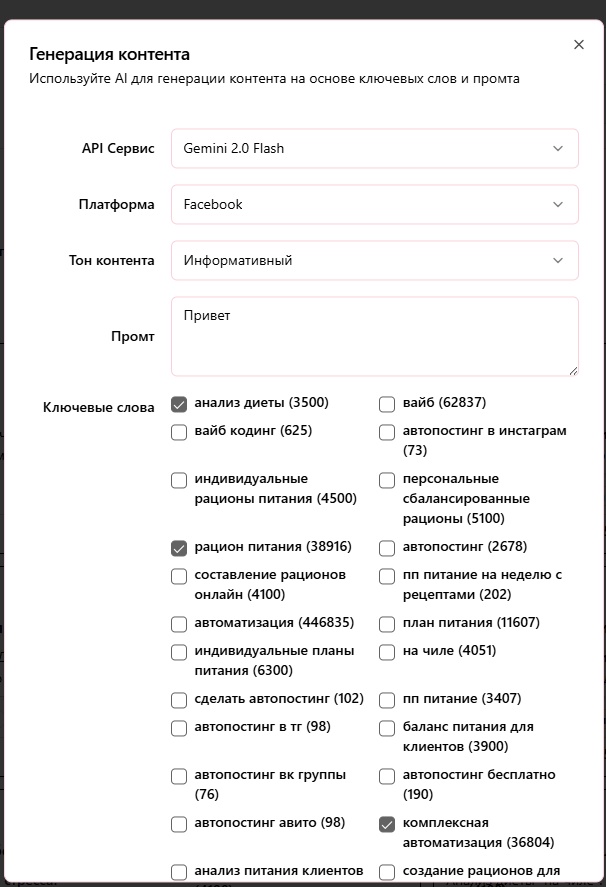 Генерация контента
Используйте AI для генерации контента на основе ключевых слов и промта
API Сервис
Gemini 2.0 Flash
Платформа
Facebook
Тон контента
Информативный
Промт
Привет
Ключевые слова
анализ диеты (3500)
вайб (62837)
вайб кодинг (625)
автопостинг в инстаграм
(73)
индивидуальные
рационы питания (4500)
персональные
сбалансированные
рационы (5100)
рацион питания (38916)
автопостинг (2678)
составление рационов
онлайн (4100)
пп питание на неделю с
рецептами (202)
автоматизация (446835)
план питания (11607)
индивидуальные планы
питания (6300)
на чиле (4051)
сделать автопостинг (102)
пп питание (3407)
автопостинг в тг (98)
баланс питания для
клиентов (3900)
автопостинг вк группы
(76)
автопостинг бесплатно
(190)
автопостинг авито (98)
комплексная
автоматизация (36804)
анализ питания клиентов
создание рационов для